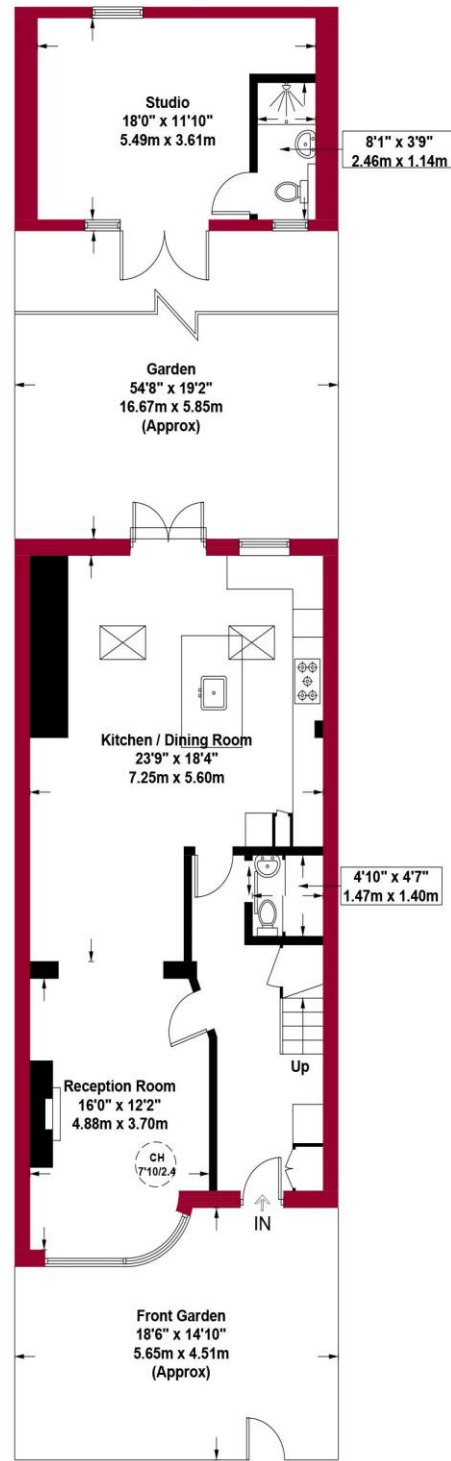 Studio
18'0" x 11'10"
5.49m x 3.61m
8'1" x 3'9"
2.46m x 1.14m
Garden
54'8" x 19'2"
16.67m x 5.85m
(Approx)
Kitchen / Dining Room
23'9" x 18'4"
7.25m x 5.60m
4'10" x 4'7"
1.47m x 1.40m
Up
Reception Room
16'0" x 12'2"
4.88m x 3.70m
CH
7'10/2.4
IN
Front Garden
18'6" x 14'10"
5.65m x 4.51m
(Approx)